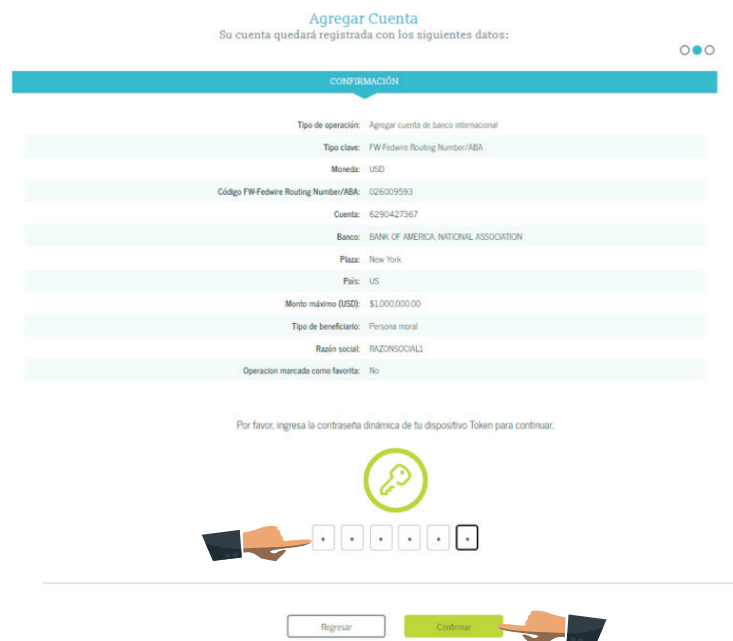 Agregar Cuenta
Su cuenta quedará registrada con los siguientes datos:
CONFIRMACIÓN
Tipo de operación: Agregar cuenta de banco internacional
Tipo clave: FW-Fedwire Routing Number/ABA
Moneda: USD
Código FW-Fedwire Routing Number/ABA: 026009593
Cuenta: 6290427367
Banco: BANK OF AMERICA, NATIONAL ASSOCIATION
Plaza: New York
País: US
Monto máximo (USD): $1,000,000.00
Tipo de beneficiario: Persona moral
Razón social: RAZONSOCIAL1
Operacion marcada como favorita: No
Por favor, ingresa la contraseña dinámica de tu dispositivo Token para continuar.
Regresar Confirmar